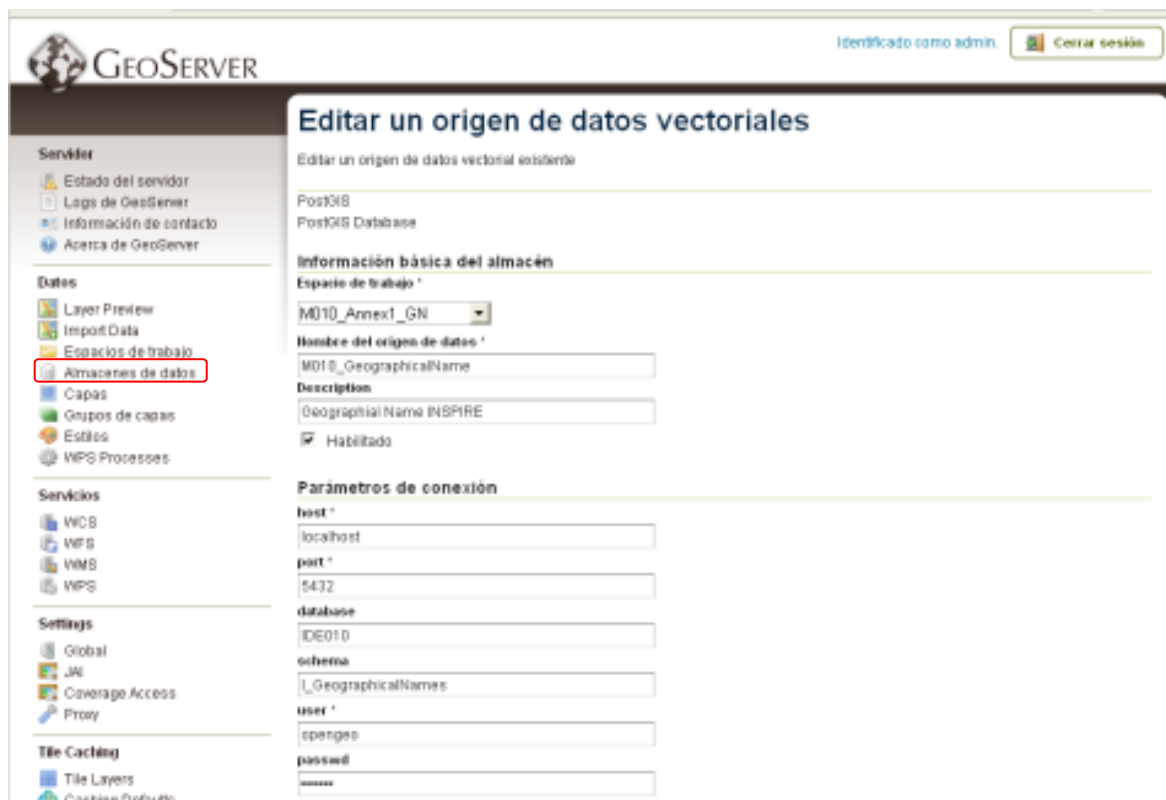 GEOSERVER
Identificado como admin.
Cerrar sesión
Servidor
Estado del servidor
Logs de GeoServer
Información de contacto
Acerca de GeoServer
Datos
Layer Preview
Import Data
Espacios de trabajo
Almacenes de datos
Capas
Grupos de capas
Estilos
WPS Processes
Servicios
WCS
WFS
WMS
WPS
Settings
Global
JAI
Coverage Access
Proxy
Tile Caching
Tile Layers
Caching Defaults
Editar un origen de datos vectoriales
Editar un origen de datos vectorial existente
PostGIS
PostGIS Database
Información básica del almacén
Espacio de trabajo *
M010_Annex1_GN
Nombre del origen de datos *
M010_GeographicalName
Description
Geographial Name INSPIRE
Habilitado
Parámetros de conexión
host *
localhost
port *
5432
database
IDE010
schema
I_GeographicalNames
user *
opengeo
passwd
•••••••